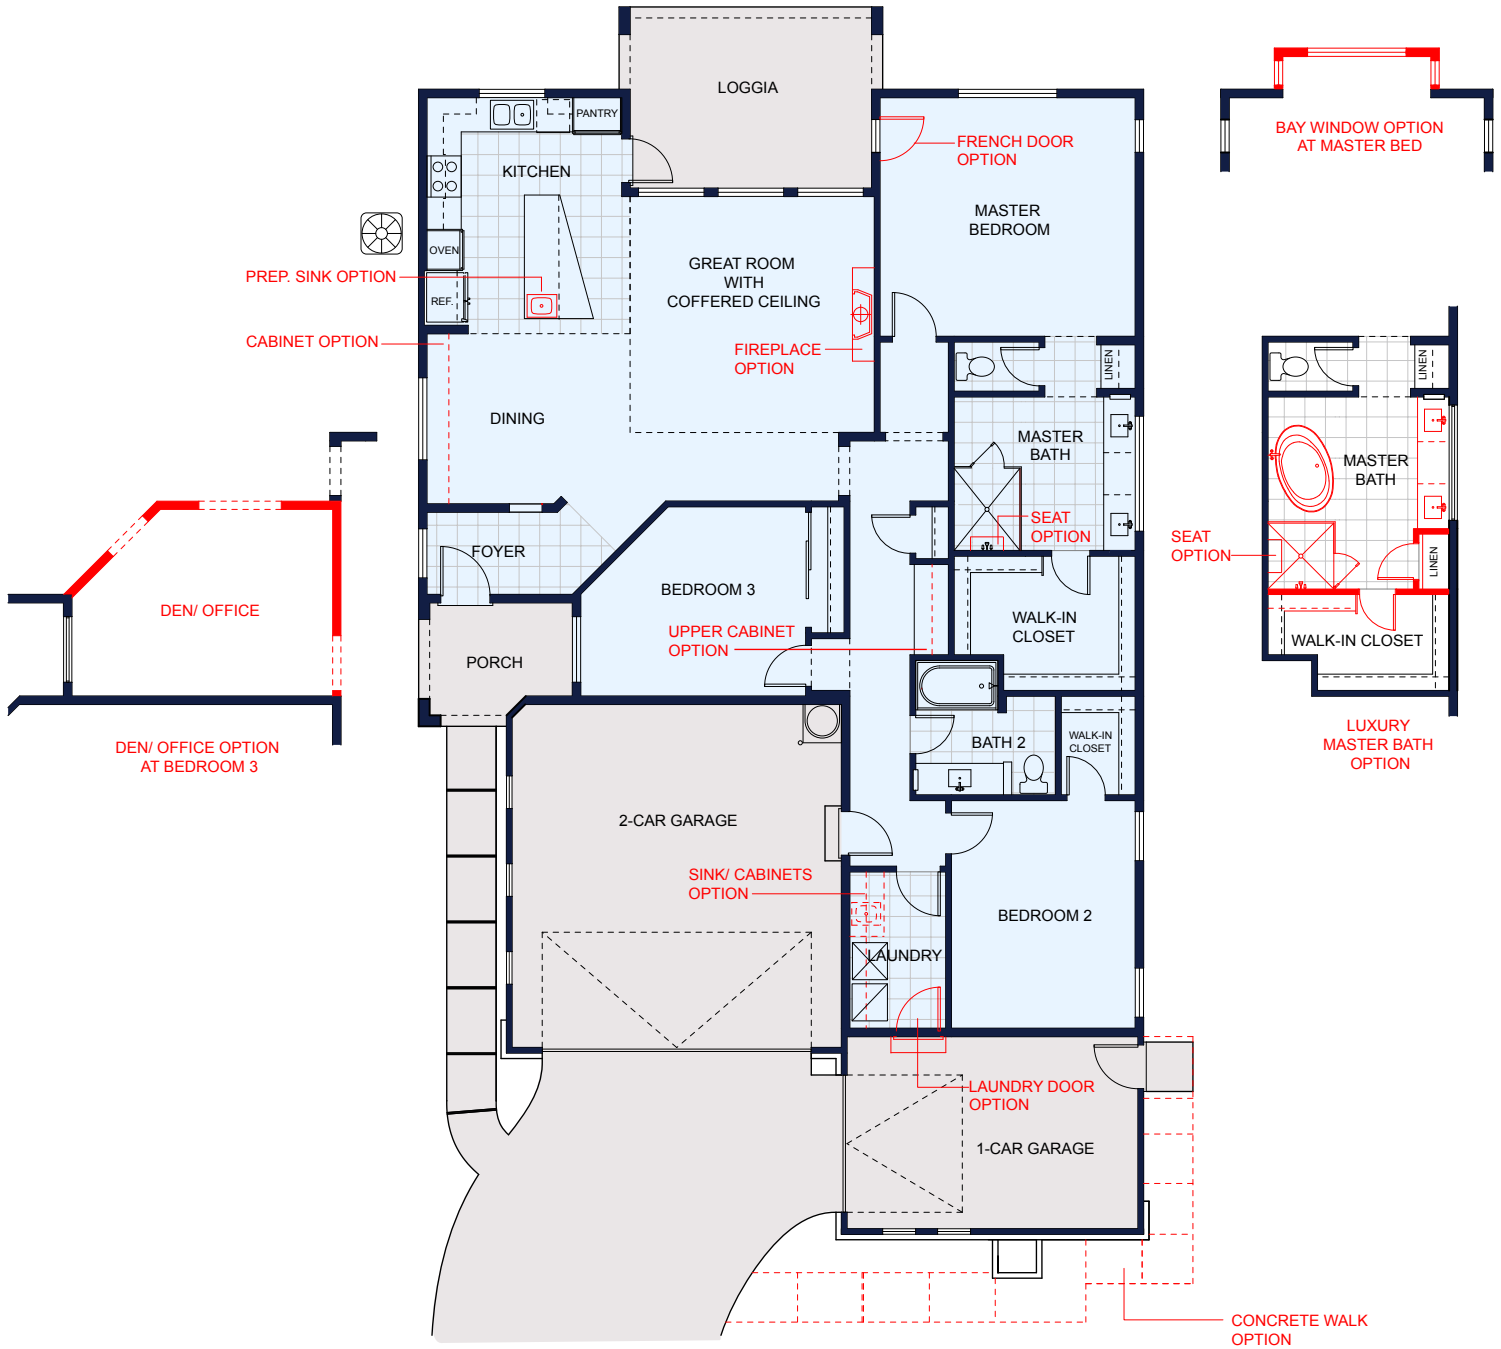 LOGGIA
PANTRY
KITCHEN
FRENCH DOOR
OPTION
BAY WINDOW OPTION
AT MASTER BED
MASTER
BEDROOM
OVEN
REF.
PREP. SINK OPTION
GREAT ROOM
WITH
COFFERED CEILING
CABINET OPTION
FIREPLACE
OPTION
LINEN
DINING
MASTER
BATH
SEAT
OPTION
LINEN
MASTER
BATH
SEAT
OPTION
LINEN
WALK-IN CLOSET
LUXURY
MASTER BATH
OPTION
FOYER
BEDROOM 3
DEN/ OFFICE
DEN/ OFFICE OPTION
AT BEDROOM 3
WALK-IN
CLOSET
UPPER CABINET
OPTION
PORCH
BATH 2
WALK-IN
CLOSET
2-CAR GARAGE
SINK/ CABINETS
OPTION
BEDROOM 2
LAUNDRY
LAUNDRY DOOR
OPTION
1-CAR GARAGE
CONCRETE WALK
OPTION